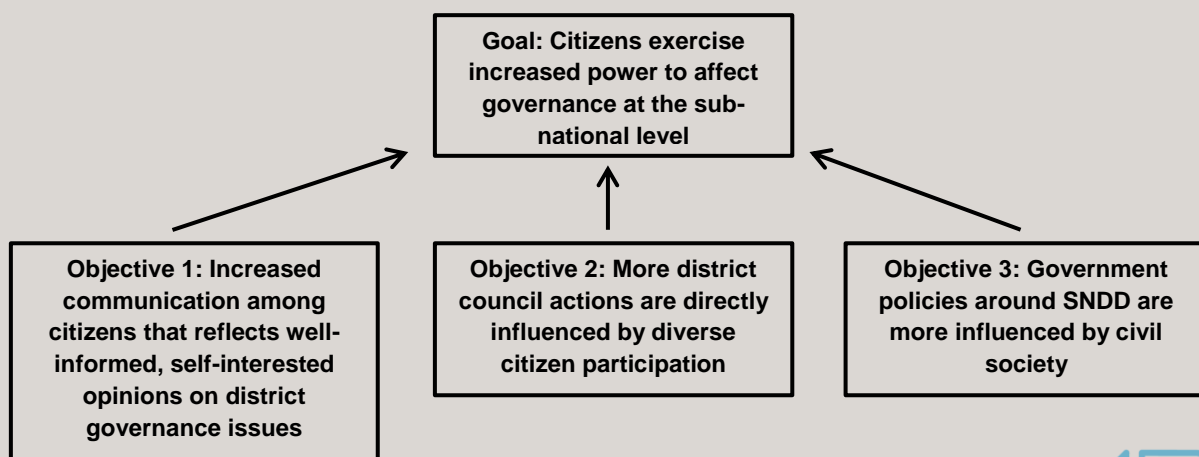 Goal: Citizens exercise
increased power to affect
governance at the sub-
national level
Objective 1: Increased
communication among
citizens that reflects well-
informed, self-interested
opinions on district
governance issues
Objective 2: More district
council actions are directly
influenced by diverse
citizen participation
Objective 3: Government
policies around SNDD are
more influenced by civil
society